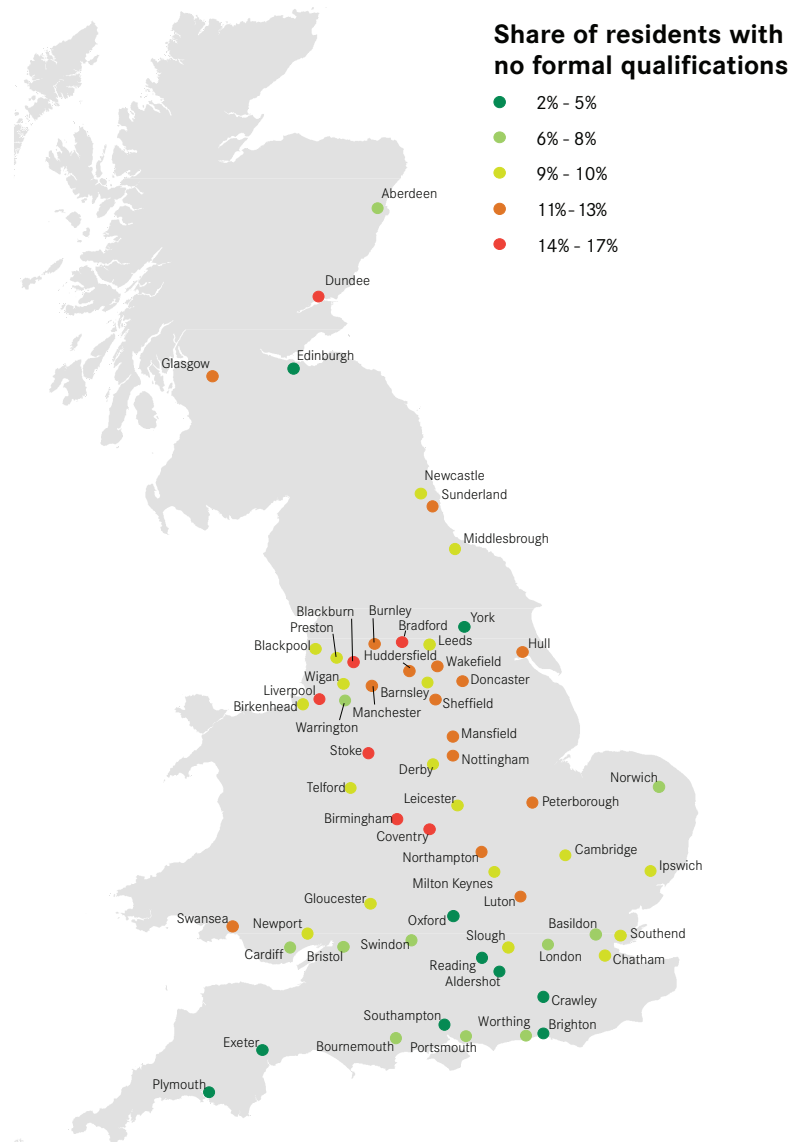 Share of residents with
no formal qualifications
2% - 5%
6% - 8%
9% - 10%
11%- 13%
14% - 17%
Aberdeen
Dundee
Edinburgh
Glasgow
Newcastle
Sunderland
Middlesbrough
Blackburn
Burnley
York
Preston
Bradford
Blackpool
Leeds
Hull
Huddersfield
Wakefield
Wigan
Doncaster
Liverpool
Barnsley
Birkenhead
Sheffield
Manchester
Warrington
Mansfield
Stoke
Nottingham
Derby
Norwich
Telford
Leicester
Peterborough
Birmingham
Coventry
Cambridge
Northampton
Ipswich
Milton Keynes
Gloucester
Luton
Swansea
Oxford
Newport
Basildon
Southend
Slough
Swindon
Cardiff
Bristol
London
Chatham
Reading
Aldershot
Crawley
Southampton
Worthing
Brighton
Exeter
Bournemouth
Portsmouth
Plymouth